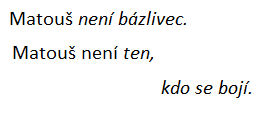 Matouš není bázlivec.
Matouš není ten,
kdo se bojí.